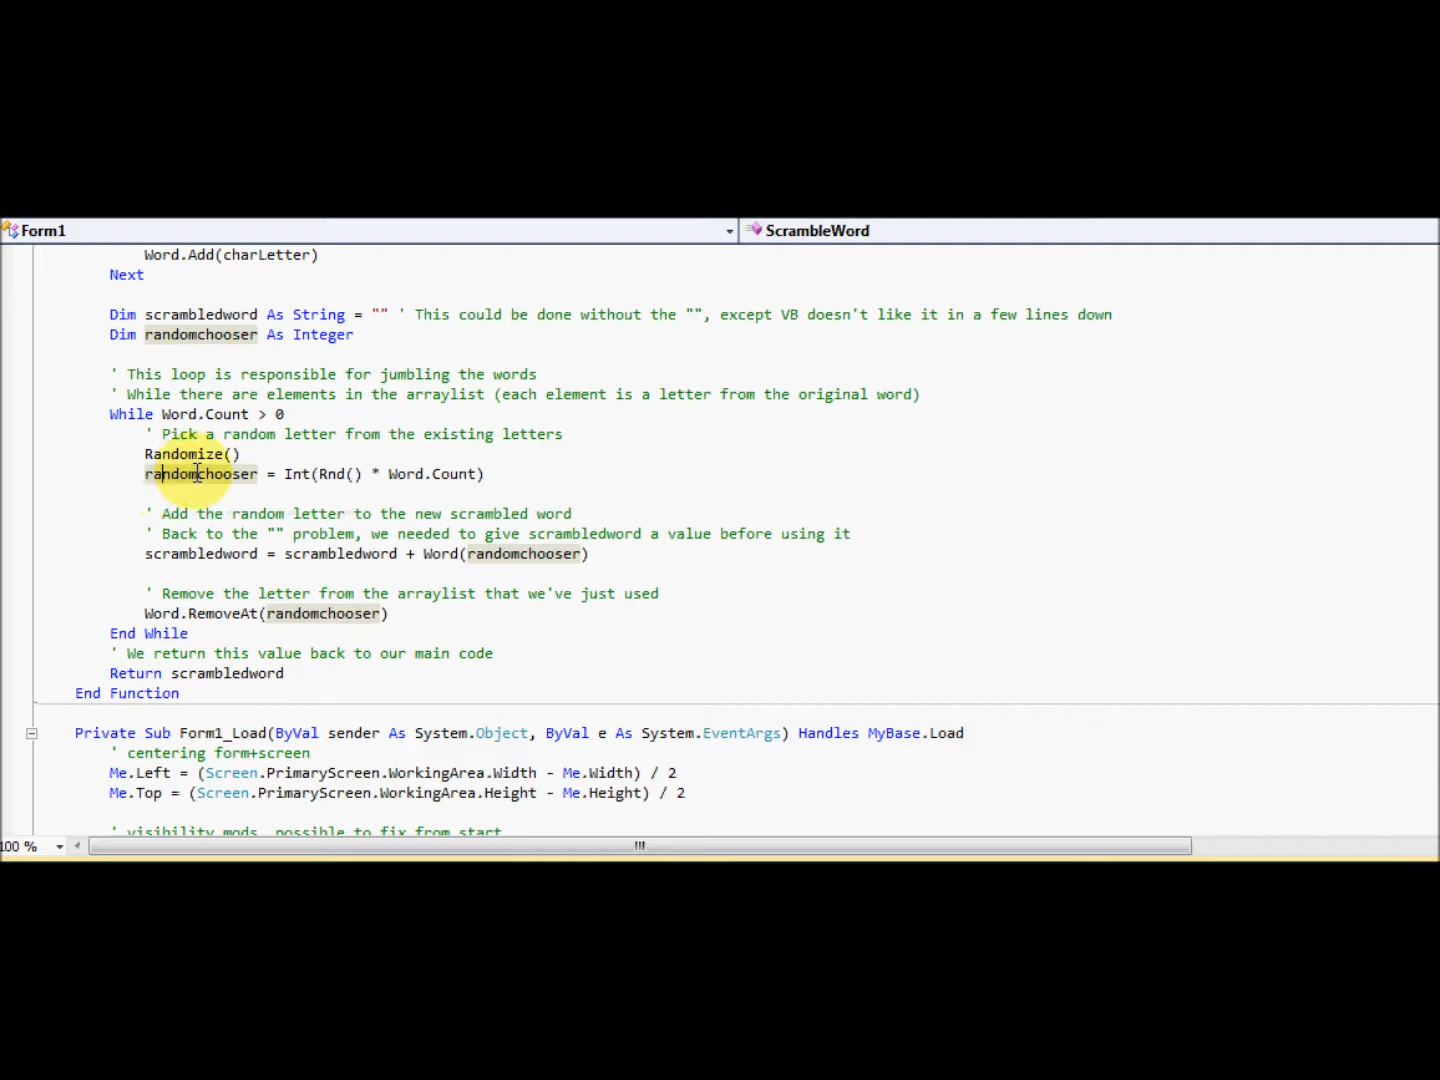 Form1
ScrambleWord
Word.Add(charLetter)
Next
Dim scrambledword As String = "" ' This could be done without the "", except VB doesn't like it in a few lines down
Dim randomchooser As Integer
' This loop is responsible for jumbling the words
' While there are elements in the arraylist (each element is a letter from the original word)
While Word.Count > 0
' Pick a random letter from the existing letters
Randomize()
randomchooser = Int(Rnd() * Word.Count)
' Add the random letter to the new scrambled word
' Back to the "" problem, we needed to give scrambledword a value before using it
scrambledword = scrambledword + Word(randomchooser)
' Remove the letter from the arraylist that we've just used
Word.RemoveAt(randomchooser)
End While
' We return this value back to our main code
Return scrambledword
End Function
Private Sub Form1_Load(ByVal sender As System.Object, ByVal e As System.EventArgs) Handles MyBase.Load
' centering form+screen
Me.Left = (Screen.PrimaryScreen.WorkingArea.Width - Me.Width) / 2
Me.Top = (Screen.PrimaryScreen.WorkingArea.Height - Me.Height) / 2
' visibility mods, possible to fix from start
100 %